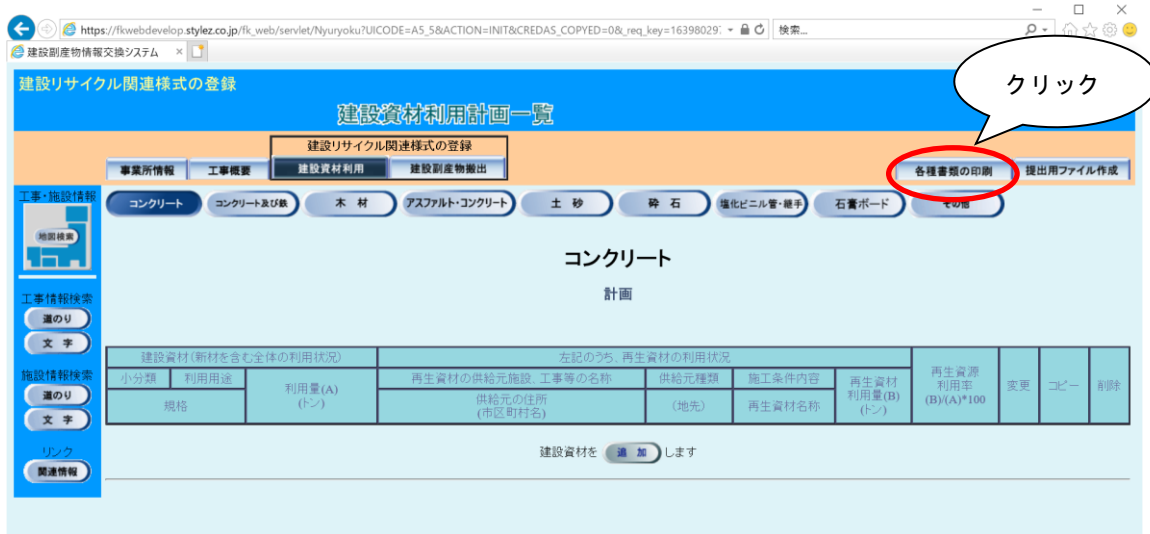 https://fkwebdevelop.stylez.co.jp/fk_web/servlet/Nyuryoku?UICODE=A5_5&ACTION=INIT&CREDAS_COPYED=0&_req_key=16398029
検索...
建設副産物情報交換システム
建設リサイクル関連様式の登録
クリック
建設資材利用計画一覧
建設リサイクル関連様式の登録
事業所情報 工事概要 建設資材利用 建設副産物搬出 各種書類の印刷 提出用ファイル作成
工事・施設情報
コンクリート コンクリート及び鉄 木材 アスファルト・コンクリート 土砂 砕石 塩化ビニル管・継手 石膏ボード その他
地図検索
コンクリート
計画
工事情報検索
道のり
文字
施設情報検索
道のり
文字
リンク
関連情報
建設資材(新材を含む全体の利用状況) 左記のうち、再生資材の利用状況 再生資源利用率(B)/(A)*100 変更 コピー 削除
小分類 利用用途 利用量(A)(トン) 再生資材の供給元施設、工事等の名称 供給元種類 施工条件内容 再生資材利用量(B)(トン)
規格 供給元の住所(市区町村名) (地先) 再生資材名称
建設資材を 追加 します